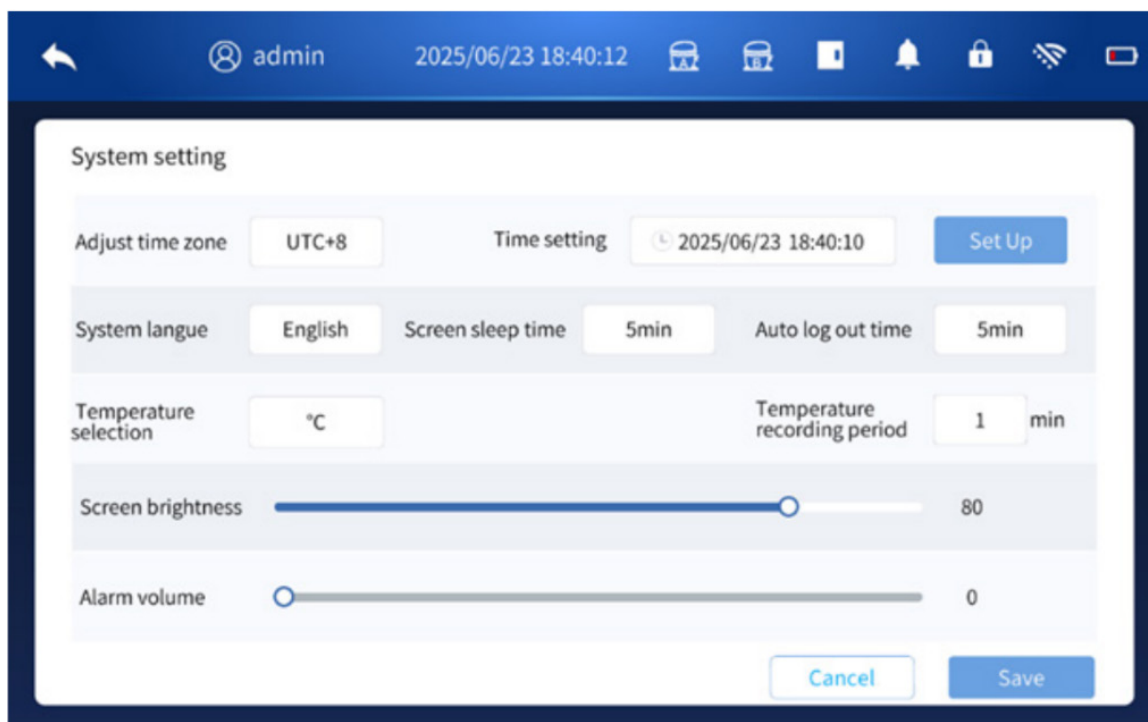 admin 2025/06/23 18:40:12 A B
System setting
Adjust time zone UTC+8 Time setting 2025/06/23 18:40:10 Set Up
System langue English Screen sleep time 5min Auto log out time 5min
Temperature
selection
°C
Temperature
recording period
1 min
Screen brightness 80
Alarm volume 0
Cancel Save